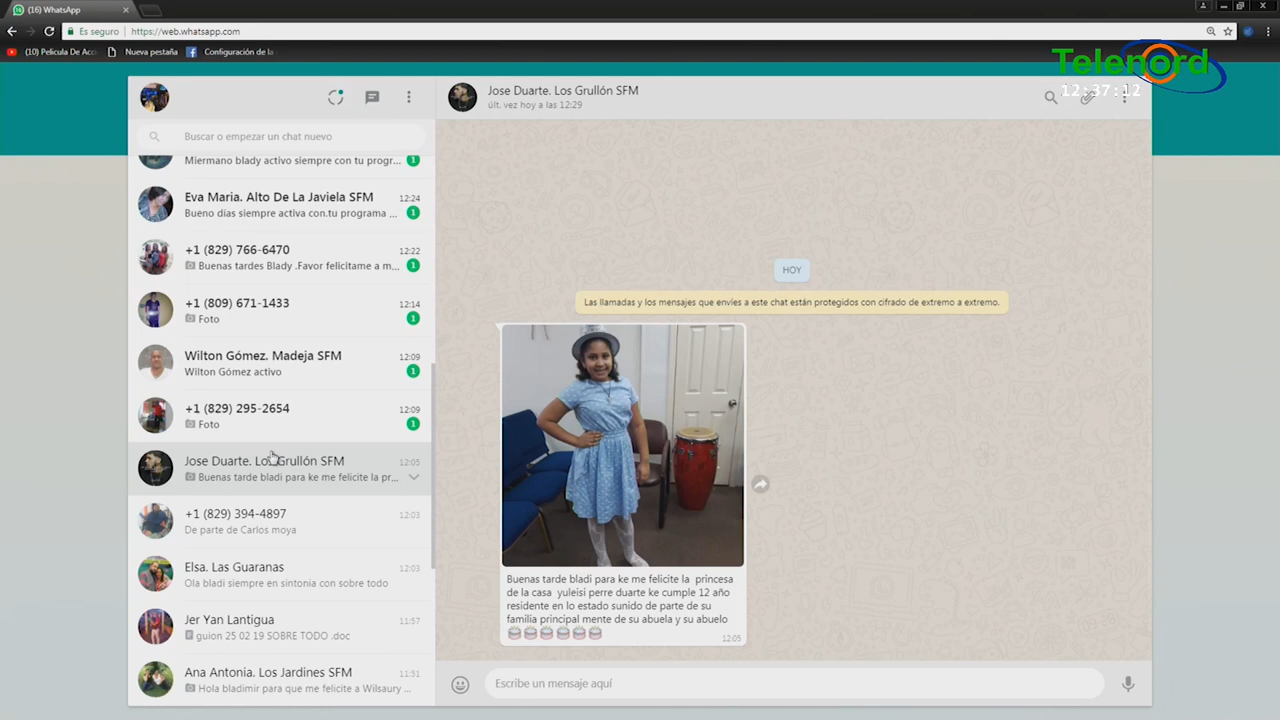 (16) WhatsApp
Es seguro
https://web.whatsapp.com
(10) Pelicula De Acc
Nueva pestaña
Configuración de la
Telenord
12:37:12
Buscar o empezar un chat nuevo
Miermano blady activo siempre con tu progr...
1
Eva Maria. Alto De La Javiela SFM
12:24
Bueno días siempre activa con.tu programa ...
1
+1 (829) 766-6470
12:22
Buenas tardes Blady .Favor felicitame a m...
1
+1 (809) 671-1433
12:14
Foto
1
Wilton Gómez. Madeja SFM
12:09
Wilton Gómez activo
1
+1 (829) 295-2654
12:09
Foto
1
Jose Duarte. Los Grullón SFM
12:05
Buenas tarde bladi para ke me felicite la pr...
+1 (829) 394-4897
12:03
De parte de Carlos moya
Elsa. Las Guaranas
12:03
Ola bladi siempre en sintonia con sobre todo
Jer Yan Lantigua
11:57
guion 25 02 19 SOBRE TODO .doc
Ana Antonia. Los Jardines SFM
11:51
Hola bladimir para que me felicite a Wilsaury ...
Jose Duarte. Los Grullón SFM
últ. vez hoy a las 12:29
HOY
Las llamadas y los mensajes que envíes a este chat están protegidos con cifrado de extremo a extremo.
Buenas tarde bladi para ke me felicite la princesa
de la casa yuleisi perre duarte ke cumple 12 año
residente en lo estado sunido de parte de su
familia principal mente de su abuela y su abuelo
12:05
Escribe un mensaje aquí